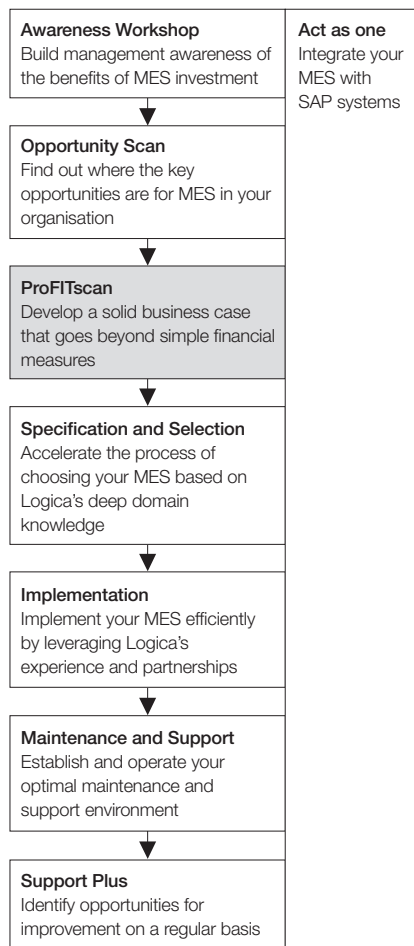 Awareness Workshop
Build management awareness of
the benefits of MES investment
Opportunity Scan
Find out where the key
opportunities are for MES in your
organisation
ProFITscan
Develop a solid business case
that goes beyond simple financial
measures
Specification and Selection
Accelerate the process of
choosing your MES based on
Logica's deep domain
knowledge
Implementation
Implement your MES efficiently
by leveraging Logica's
experience and partnerships
Maintenance and Support
Establish and operate your
optimal maintenance and
support environment
Support Plus
Identify opportunities for
improvement on a regular basis
Act as one
Integrate your
MES with
SAP systems